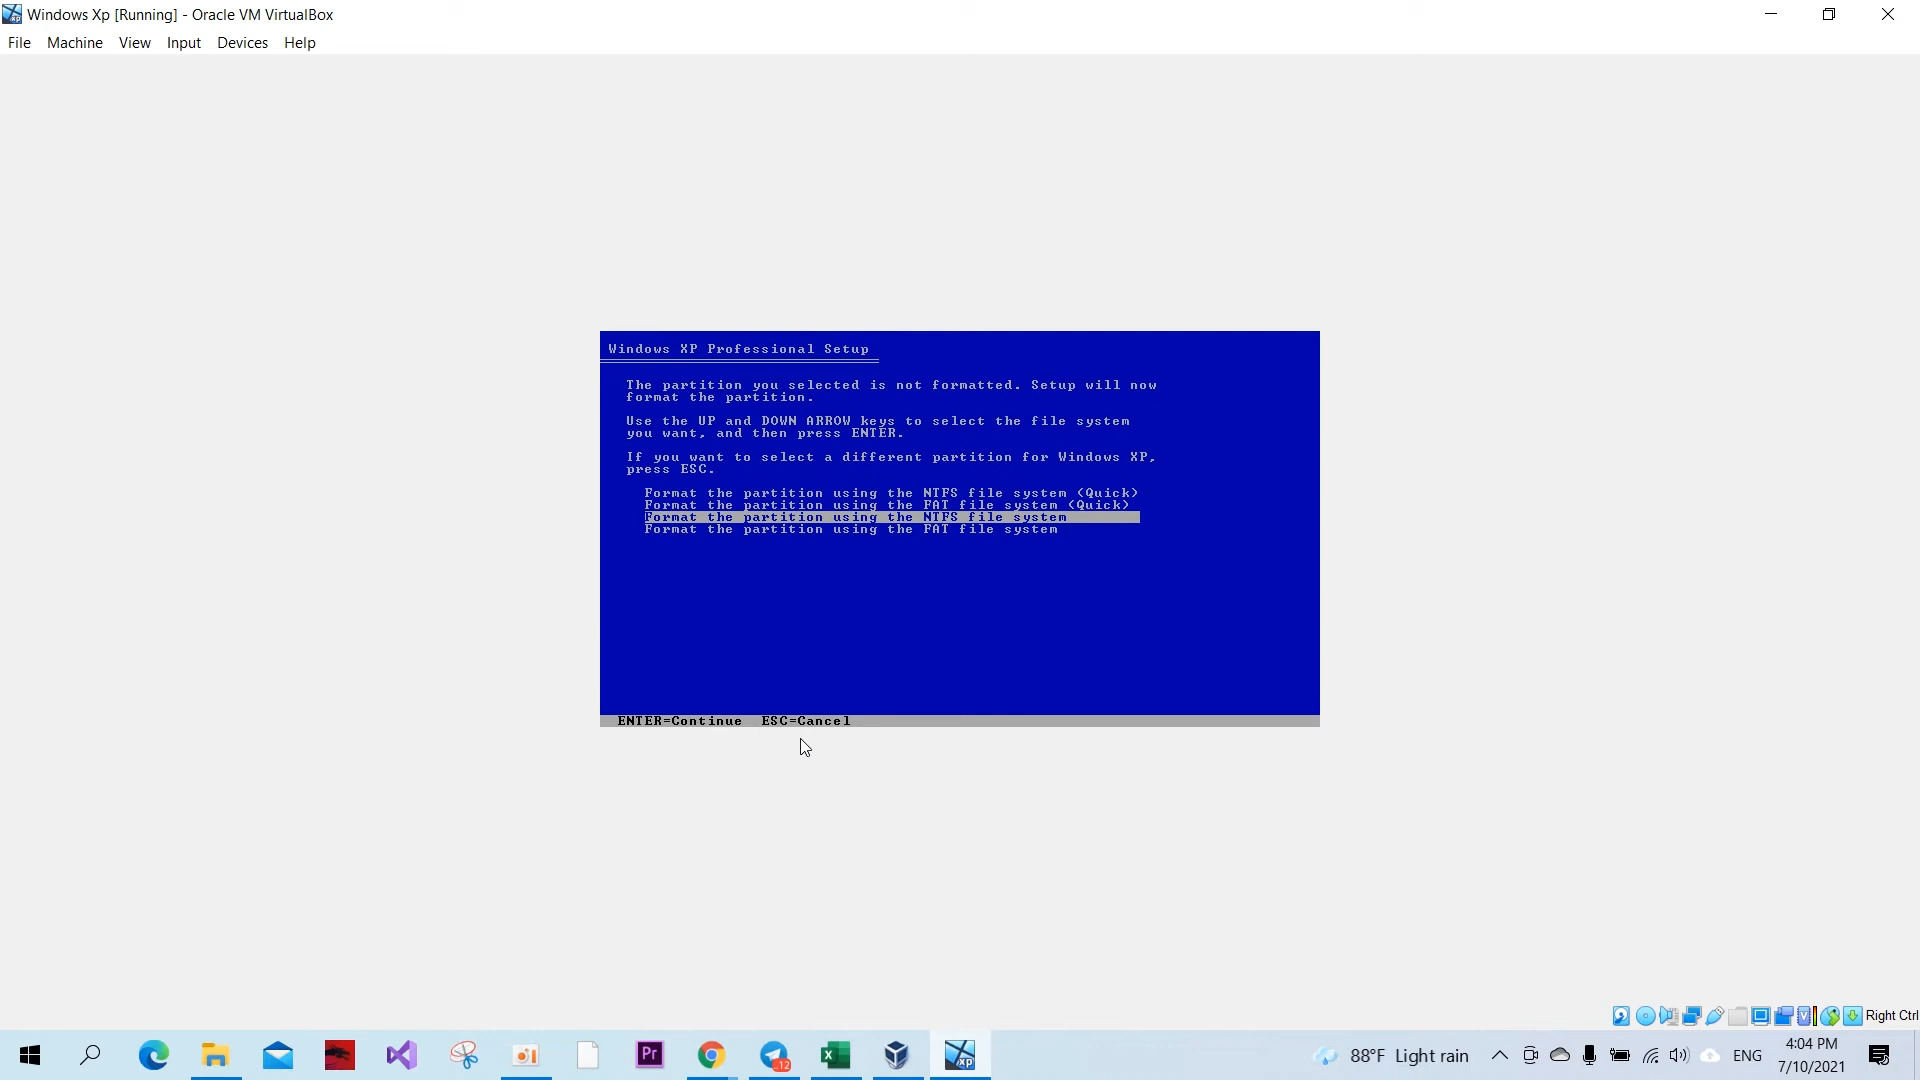 Windows Xp [Running] - Oracle VM VirtualBox
File Machine View Input Devices Help
Windows XP Professional Setup
The partition you selected is not formatted. Setup will now
format the partition.
Use the UP and DOWN ARROW keys to select the file system
you want, and then press ENTER.
If you want to select a different partition for Windows XP,
press ESC.
Format the partition using the NTFS file system (Quick)
Format the partition using the FAT file system (Quick)
Format the partition using the NTFS file system
Format the partition using the FAT file system
ENTER=Continue ESC=Cancel
Right Ctrl
Pr
12
xp
88°F Light rain
ENG
4:04 PM
7/10/2021